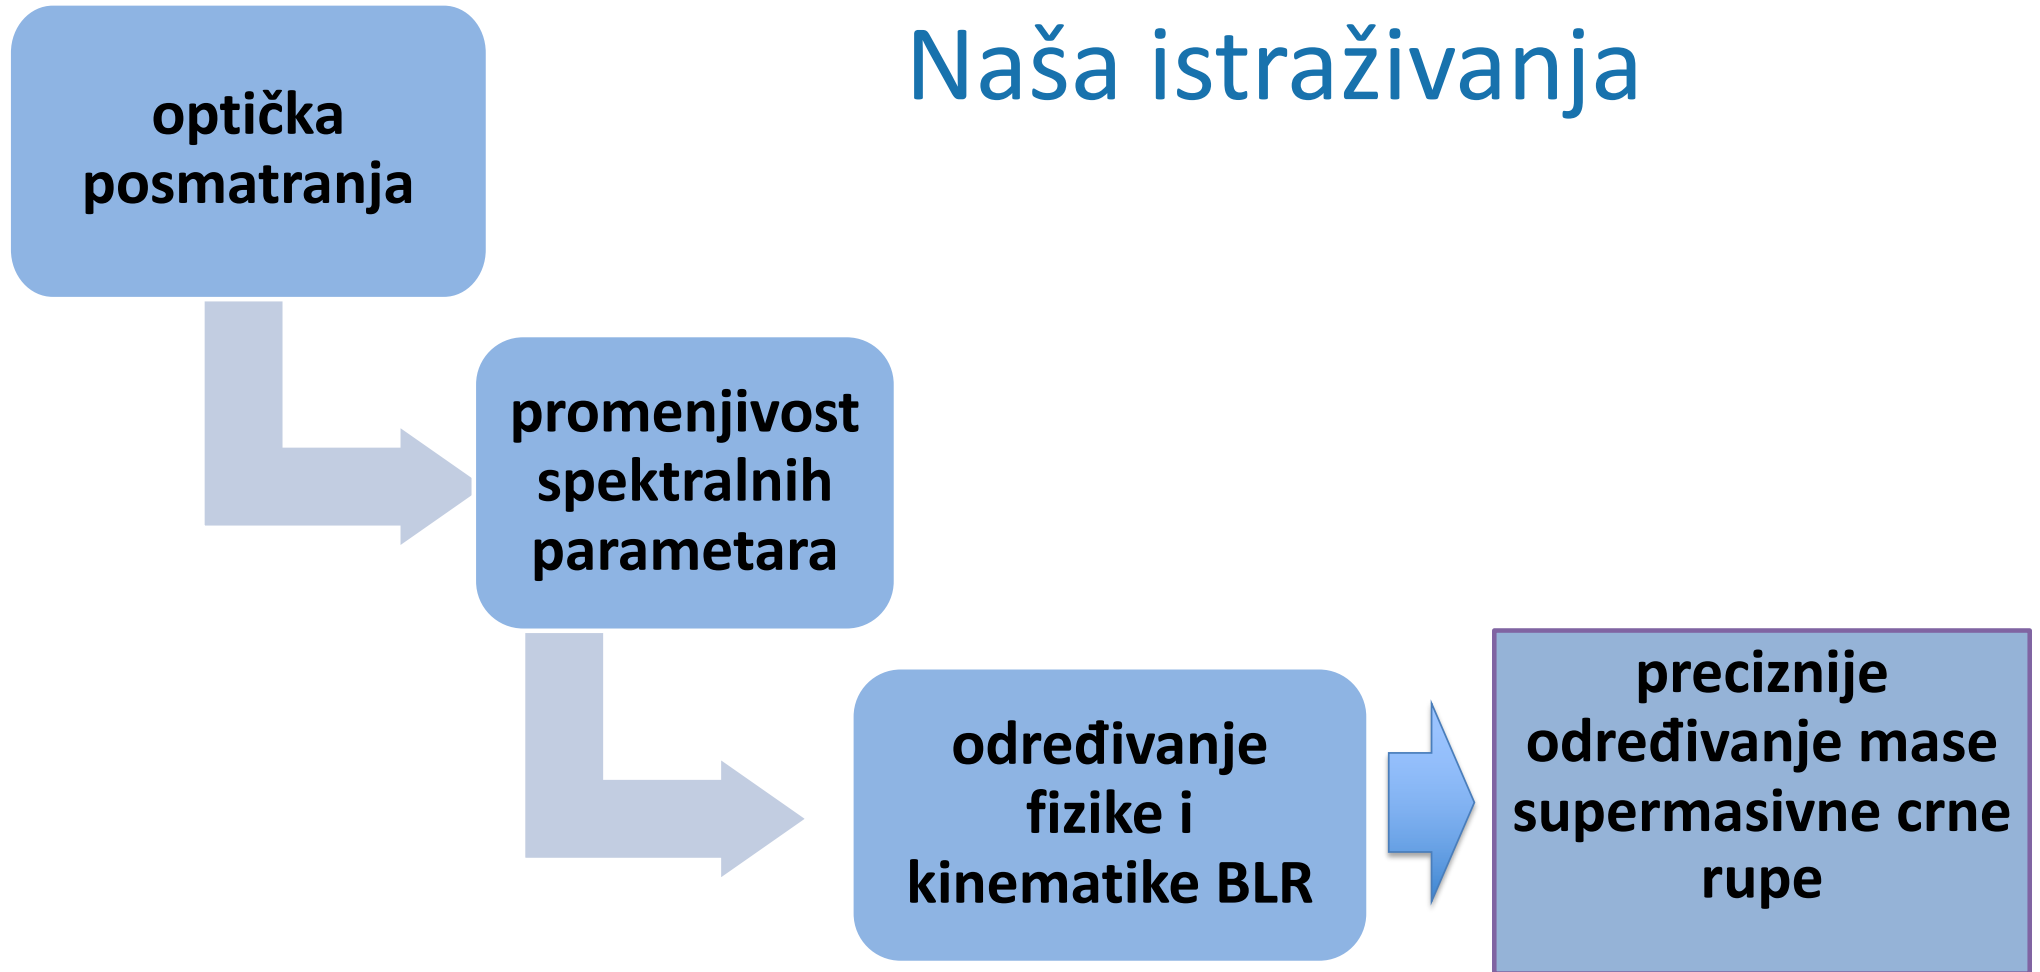 Naša istraživanja
optička
posmatranja
promenjivost
spektralnih
parametara
određivanje
fizike i
kinematike BLR
preciznije
određivanje mase
supermasivne crne
rupe